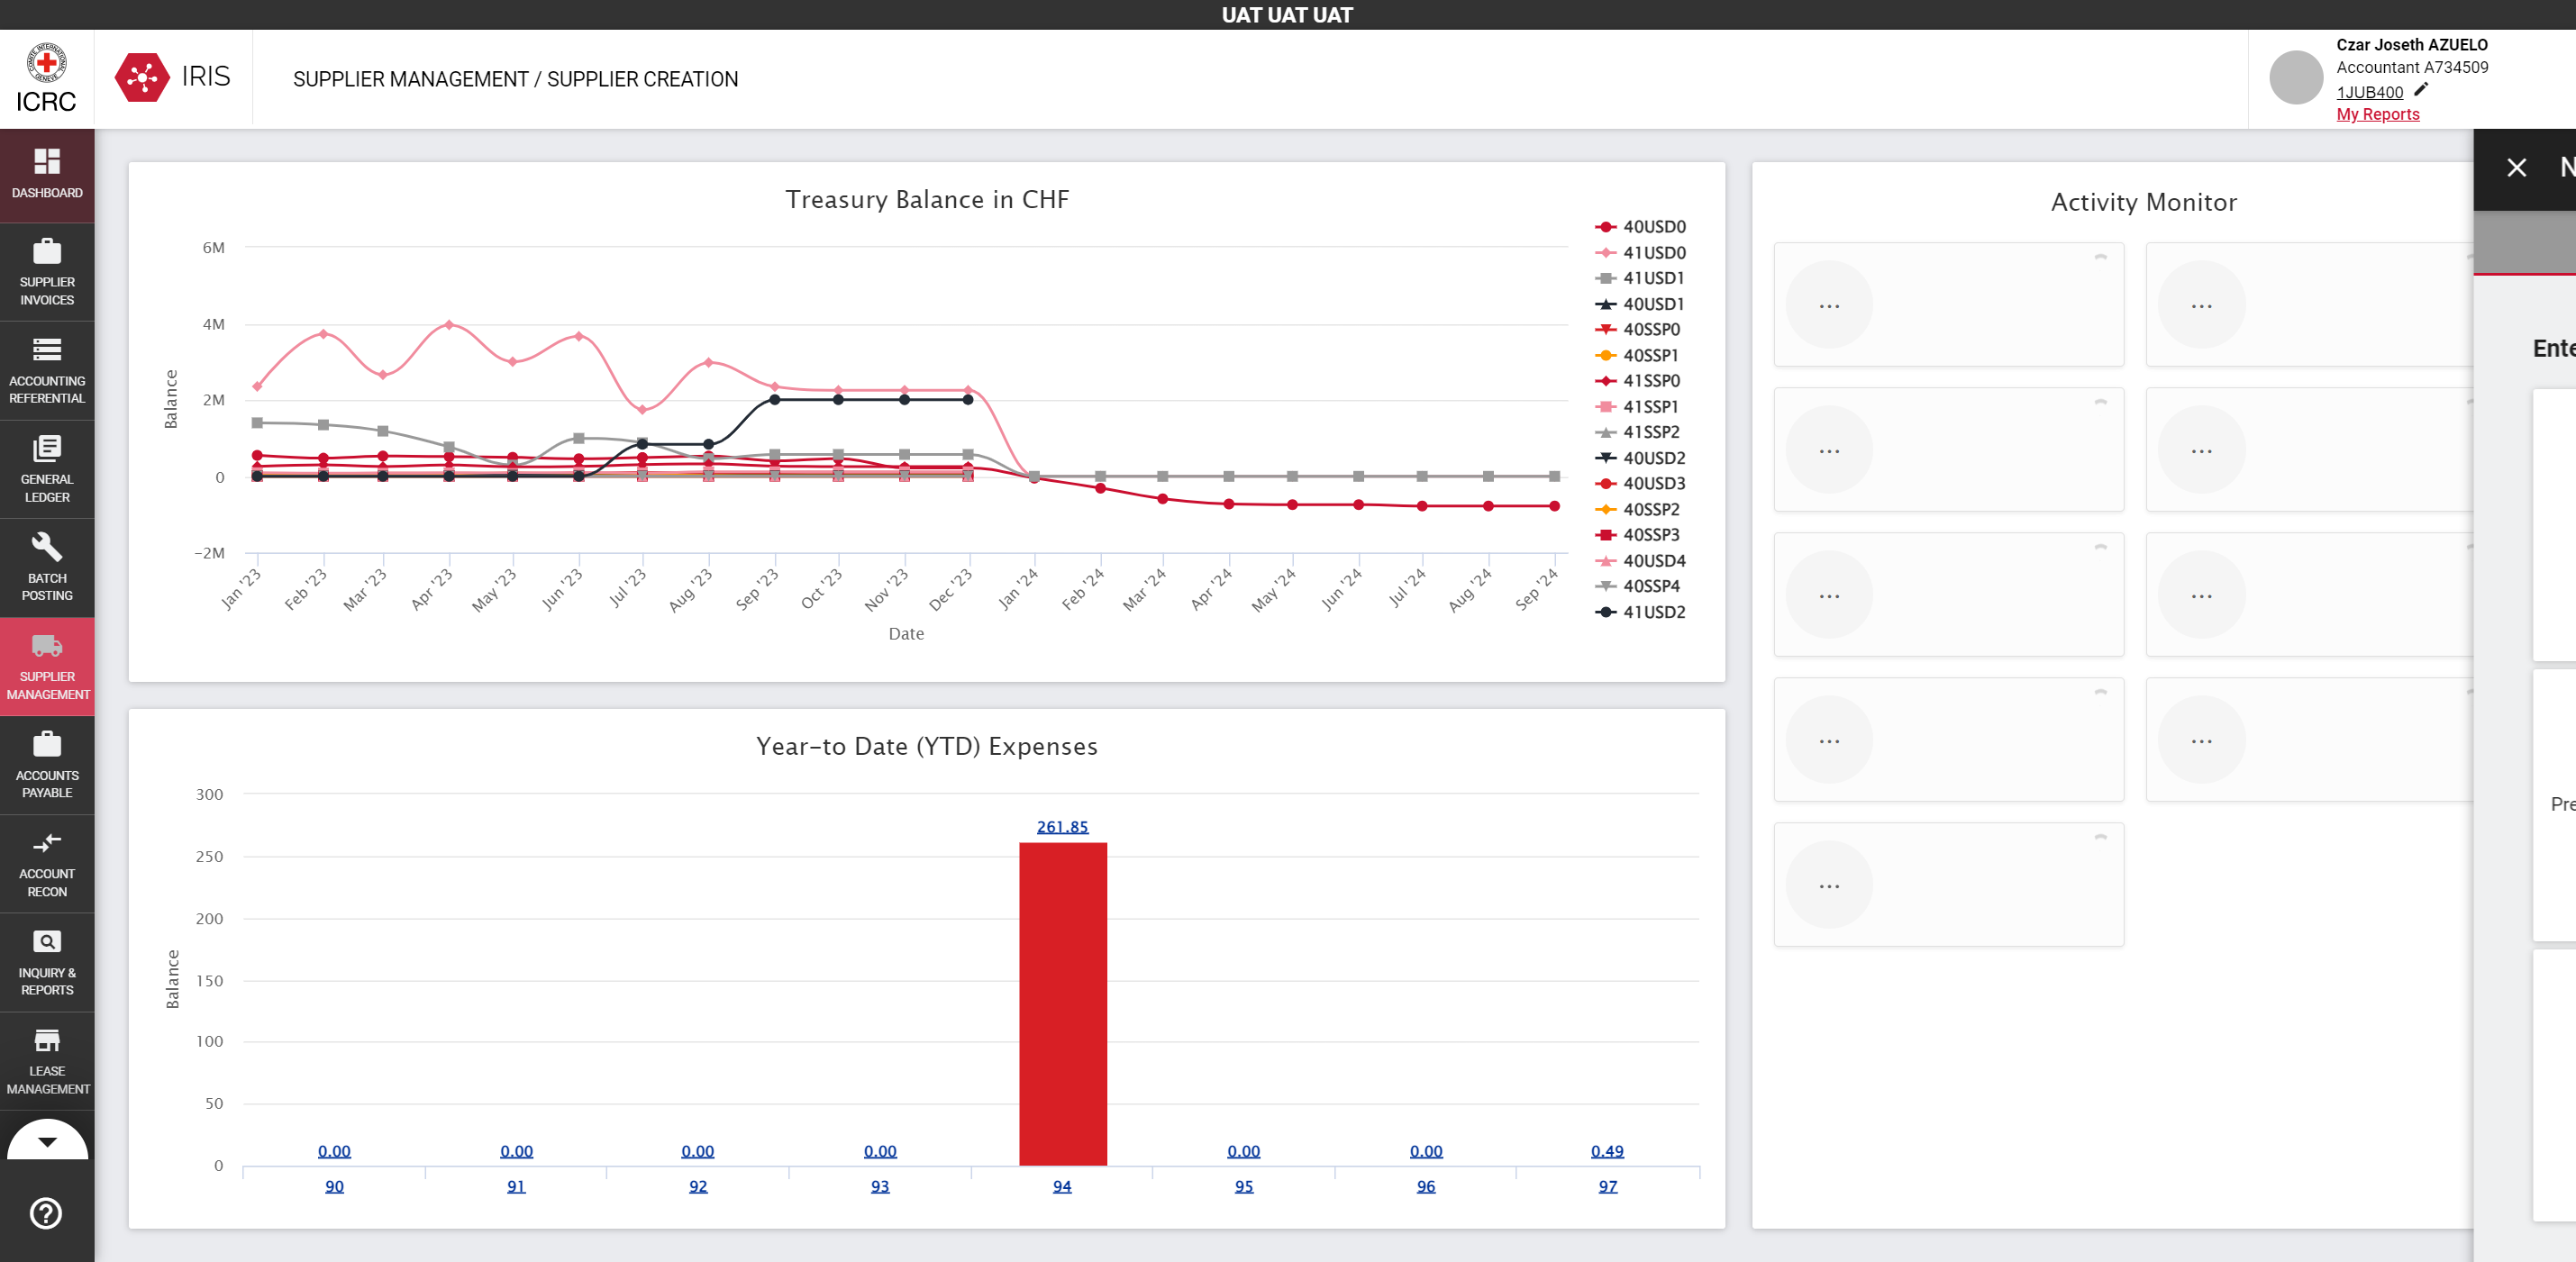 UAT UAT UAT
ICRC
IRIS
SUPPLIER MANAGEMENT / SUPPLIER CREATION
Czar Joseth AZUELO
Accountant A734509
1JUB400
My Reports
DASHBOARD
SUPPLIER
INVOICES
ACCOUNTING
REFERENTIAL
GENERAL
LEDGER
BATCH
POSTING
SUPPLIER
MANAGEMENT
ACCOUNTS
PAYABLE
ACCOUNT
RECON
INQUIRY &
REPORTS
LEASE
MANAGEMENT
Treasury Balance in CHF
6M
4M
2M
0
−2M
Balance
Jan '23
Feb '23
Mar '23
Apr '23
May '23
Jun '23
Jul '23
Aug '23
Sep '23
Oct '23
Nov '23
Dec '23
Jan '24
Feb '24
Mar '24
Apr '24
May '24
Jun '24
Jul '24
Aug '24
Sep '24
Date
40USD0
41USD0
41USD1
40USD1
40SSP0
40SSP1
41SSP0
41SSP1
41SSP2
40USD2
40USD3
40SSP2
40SSP3
40USD4
40SSP4
41USD2
Year-to Date (YTD) Expenses
300
250
200
150
100
50
0
Balance
0.00
0.00
0.00
0.00
261.85
0.00
0.00
0.49
90
91
92
93
94
95
96
97
Activity Monitor
...
...
...
...
...
...
...
...
...
N
Ente
Pre